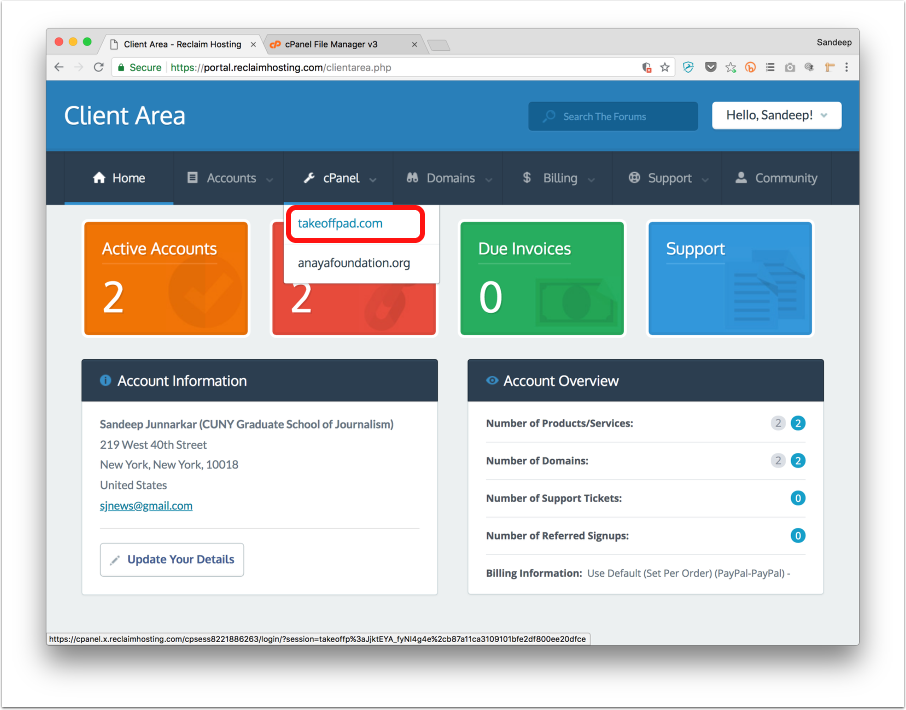 Client Area - Reclaim Hosting
cPanel File Manager v3
Sandeep
Secure https://portal.reclaimhosting.com/clientarea.php
Client Area
Search The Forums
Hello, Sandeep!
Home Accounts cPanel Domains $ Billing Support Community
takeoffpad.com
anayafoundation.org
Active Accounts
2
2
Due Invoices
0
Support
Account Information
Sandeep Junnarkar (CUNY Graduate School of Journalism)
219 West 40th Street
New York, New York, 10018
United States
sjnews@gmail.com
Update Your Details
Account Overview
Number of Products/Services: 2 2
Number of Domains: 2 2
Number of Support Tickets: 0
Number of Referred Signups: 0
Billing Information: Use Default (Set Per Order) (PayPal-PayPal) -
https://cpanel.x.reclaimhosting.com/cpsess8221886263/login/?session=takeoffp%3aJjktEYA_fyNI4g4e%2cb87a11ca3109101bfe2df800ee20dfce